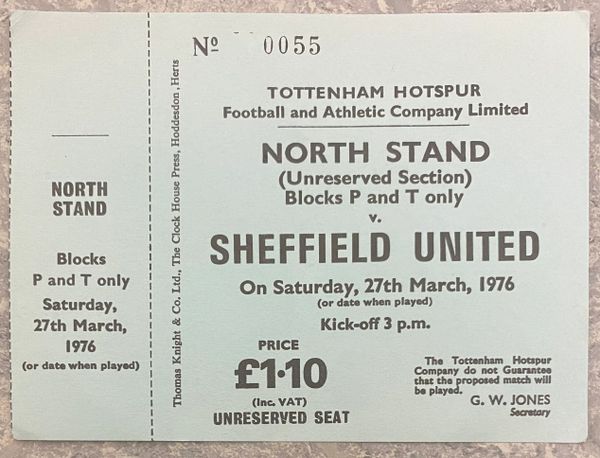 NORTH
STAND
Blocks
P and T only
Saturday,
27th March,
1976
(or date when played)
Thomas Knight & Co. Ltd., The Clock House Press, Hoddesdon, Herts
Nº 0055
TOTTENHAM HOTSPUR
Football and Athletic Company Limited
NORTH STAND
(Unreserved Section)
Blocks P and T only
v.
SHEFFIELD UNITED
On Saturday, 27th March, 1976
(or date when played)
Kick-off 3 p.m.
PRICE
£1·10
(Inc. VAT)
UNRESERVED SEAT
The Tottenham Hotspur
Company do not Guarantee
that the proposed match will
be played.
G. W. JONES
Secretary